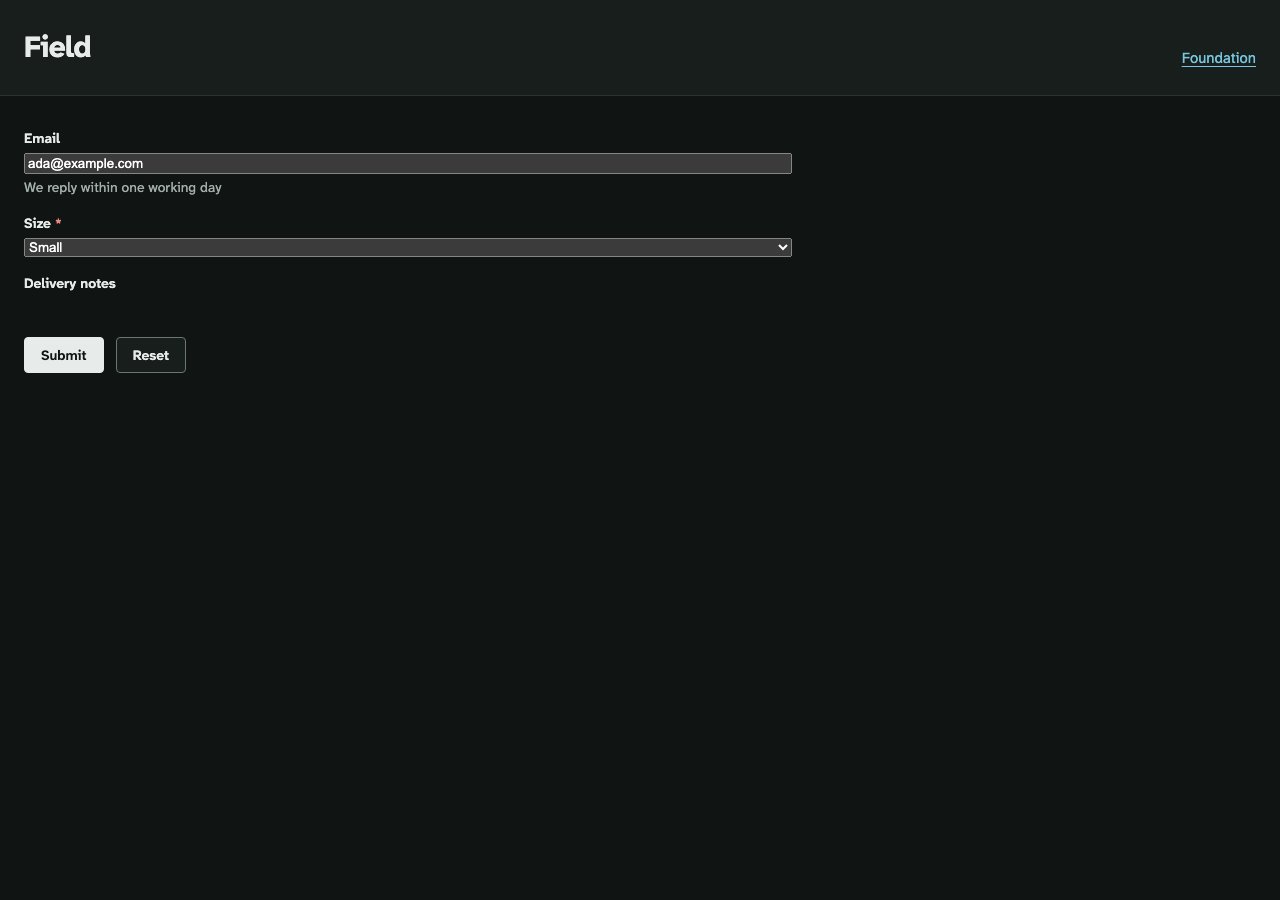 Field
Foundation
Email
ada@example.com
We reply within one working day
Size *
Small
Delivery notes
Submit
Reset